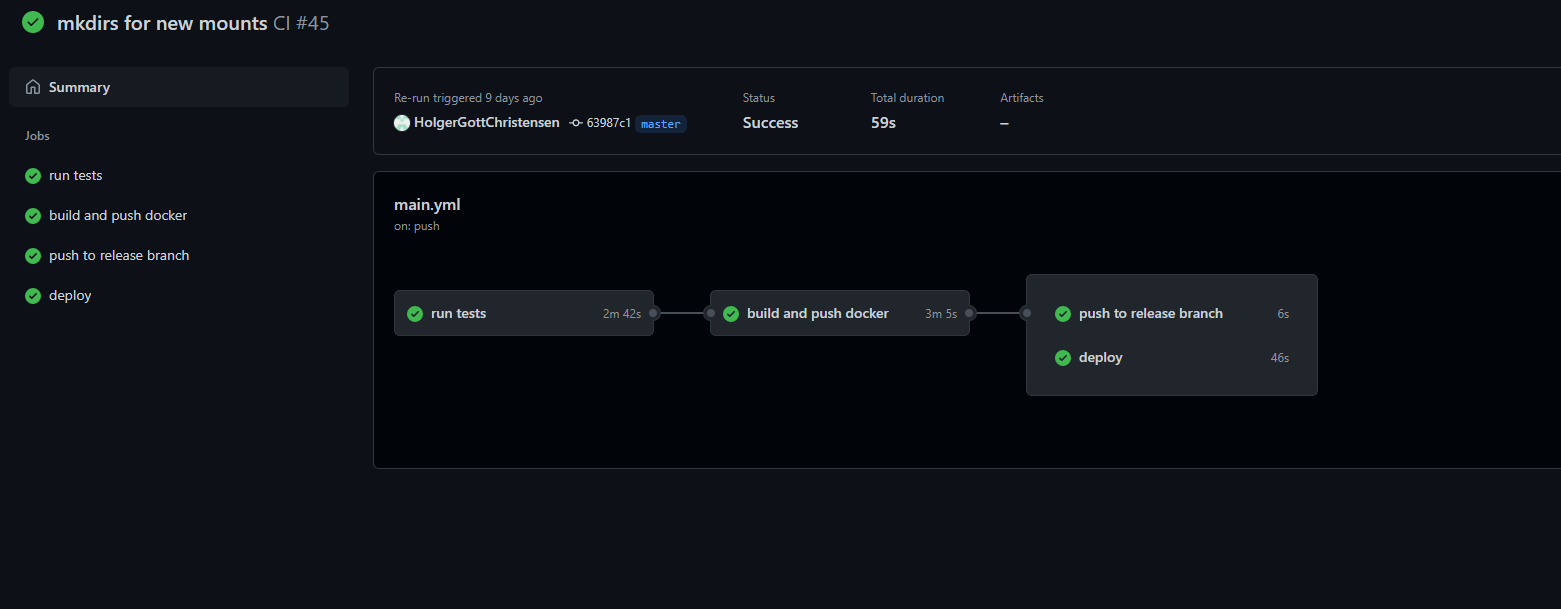 mkdirs for new mounts CI #45
Summary
Jobs
run tests
build and push docker
push to release branch
deploy
Re-run triggered 9 days ago
HolgerGottChristensen 63987c1 master
Status
Success
Total duration
59s
Artifacts
–
main.yml
on: push
run tests 2m 42s
build and push docker 3m 5s
push to release branch 6s
deploy 46s